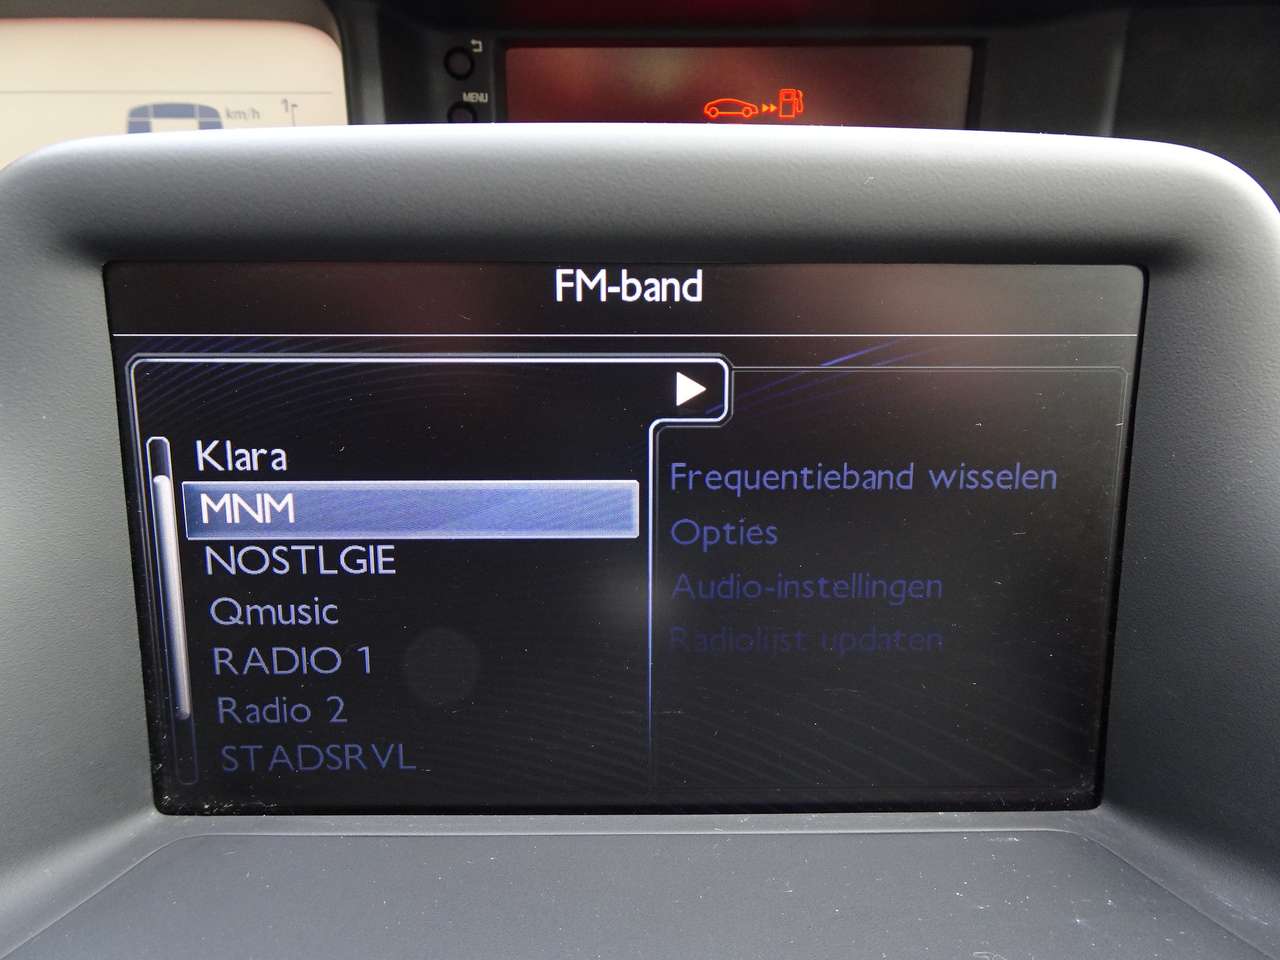 MENU
km/h
1
FM-band
Klara
MNM
NOSTLGIE
Qmusic
RADIO 1
Radio 2
STADSRVL
Frequentieband wisselen
Opties
Audio-instellingen
Radiolijst updaten